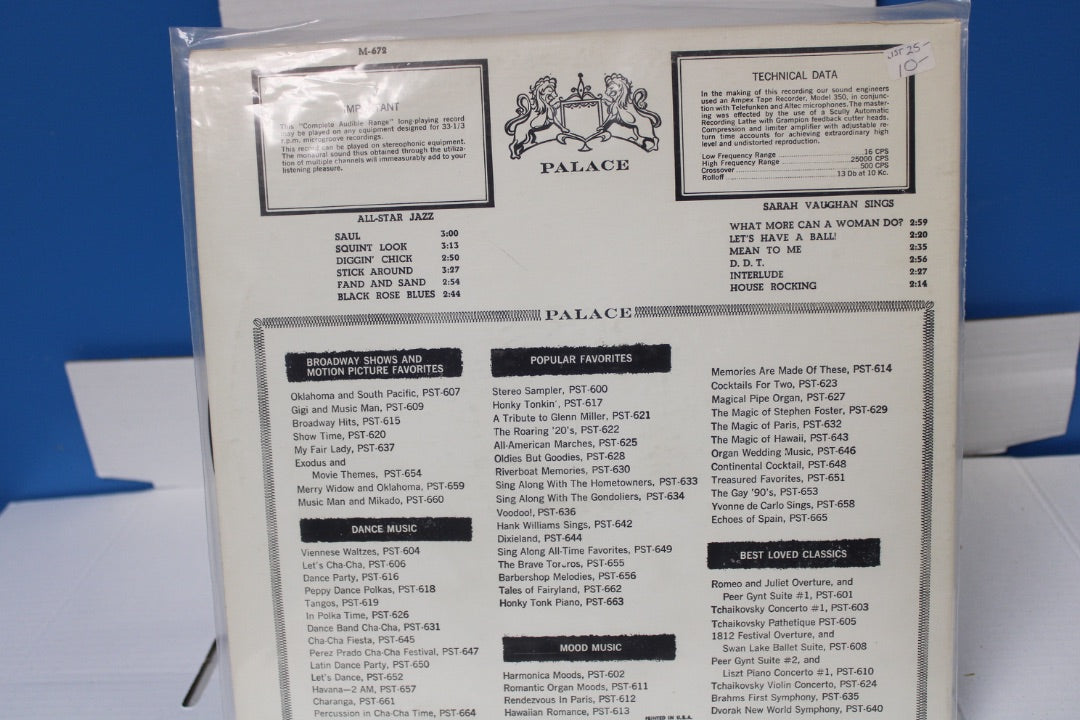 M-672
IMPORTANT
This "Complete Audible Range" long-playing record
may be played on any equipment designed for 33-1/3
r.p.m. microgroove recordings.
This record can be played on stereophonic equipment.
The monaural sound thus obtained through the utiliza-
tion of multiple channels will immeasurably add to your
listening pleasure.
PALACE
TECHNICAL DATA
In the making of this recording our sound engineers
used an Ampex Tape Recorder, Model 350, in conjunc-
tion with Telefunken and Altec microphones. The master-
ing was effected by the use of a Scully Automatic
Recording Lathe with Grampion feedback cutter heads.
Compression and limiter amplifier with adjustable re-
turn time accounts for achieving extraordinary high
level and undistorted reproduction.
Low Frequency Range 16 CPS
High Frequency Range 25000 CPS
Crossover 500 CPS
Rolloff 13 Db at 10 Kc.
25-
10-
ALL-STAR JAZZ
SAUL 3:00
SQUINT LOOK 3:13
DIGGIN' CHICK 2:50
STICK AROUND 3:27
FAND AND SAND 2:54
BLACK ROSE BLUES 2:44
SARAH VAUGHAN SINGS
WHAT MORE CAN A WOMAN DO? 2:59
LET'S HAVE A BALL! 2:20
MEAN TO ME 2:35
D. D. T. 2:56
INTERLUDE 2:27
HOUSE ROCKING 2:14
PALACE
BROADWAY SHOWS AND
MOTION PICTURE FAVORITES
Oklahoma and South Pacific, PST-607
Gigi and Music Man, PST-609
Broadway Hits, PST-615
Show Time, PST-620
My Fair Lady, PST-637
Exodus and
Movie Themes, PST-654
Merry Widow and Oklahoma, PST-659
Music Man and Mikado, PST-660
DANCE MUSIC
Viennese Waltzes, PST-604
Let's Cha-Cha, PST-606
Dance Party, PST-616
Peppy Dance Polkas, PST-618
Tangos, PST-619
In Polka Time, PST-626
Dance Band Cha-Cha, PST-631
Cha-Cha Fiesta, PST-645
Perez Prado Cha-Cha Festival, PST-647
Latin Dance Party, PST-650
Let's Dance, PST-652
Havana—2 AM, PST-657
Charanga, PST-661
Percussion in Cha-Cha Time, PST-664
POPULAR FAVORITES
Stereo Sampler, PST-600
Honky Tonkin', PST-617
A Tribute to Glenn Miller, PST-621
The Roaring '20's, PST-622
All-American Marches, PST-625
Oldies But Goodies, PST-628
Riverboat Memories, PST-630
Sing Along With The Hometowners, PST-633
Sing Along With The Gondoliers, PST-634
Voodoo!, PST-636
Hank Williams Sings, PST-642
Dixieland, PST-644
Sing Along All-Time Favorites, PST-649
The Brave Torros, PST-655
Barbershop Melodies, PST-656
Tales of Fairyland, PST-662
Honky Tonk Piano, PST-663
MOOD MUSIC
Harmonica Moods, PST-602
Romantic Organ Moods, PST-611
Rendezvous In Paris, PST-612
Hawaiian Romance, PST-613
PRINTED IN U.S.A.
Memories Are Made Of These, PST-614
Cocktails For Two, PST-623
Magical Pipe Organ, PST-627
The Magic of Stephen Foster, PST-629
The Magic of Paris, PST-632
The Magic of Hawaii, PST-643
Organ Wedding Music, PST-646
Continental Cocktail, PST-648
Treasured Favorites, PST-651
The Gay '90's, PST-653
Yvonne de Carlo Sings, PST-658
Echoes of Spain, PST-665
BEST LOVED CLASSICS
Romeo and Juliet Overture, and
Peer Gynt Suite #1, PST-601
Tchaikovsky Concerto #1, PST-603
Tchaikovsky Pathetique PST-605
1812 Festival Overture, and
Swan Lake Ballet Suite, PST-608
Peer Gynt Suite #2, and
Liszt Piano Concerto #1, PST-610
Tchaikovsky Violin Concerto, PST-624
Brahms First Symphony, PST-635
Dvorak New World Symphony, PST-640